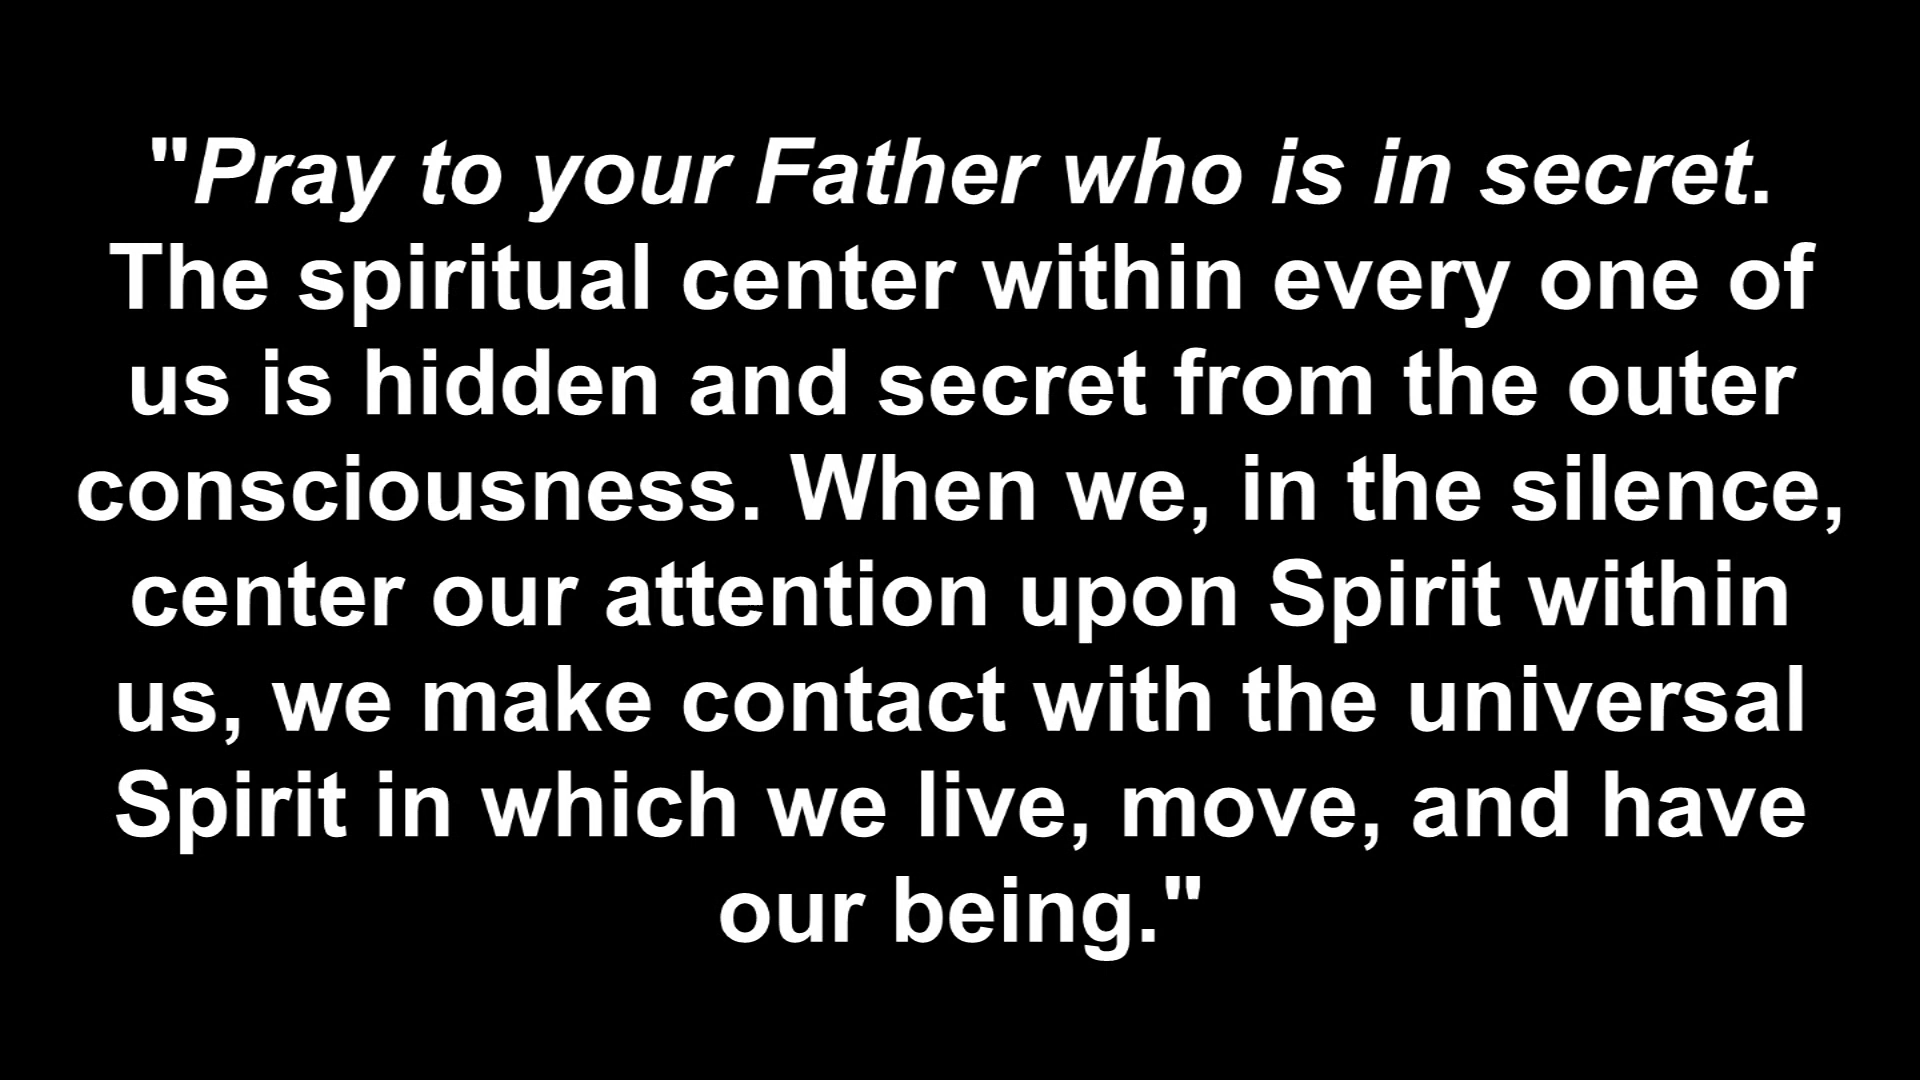 "Pray to your Father who is in secret.
The spiritual center within every one of
us is hidden and secret from the outer
consciousness. When we, in the silence,
center our attention upon Spirit within
us, we make contact with the universal
Spirit in which we live, move, and have
our being."